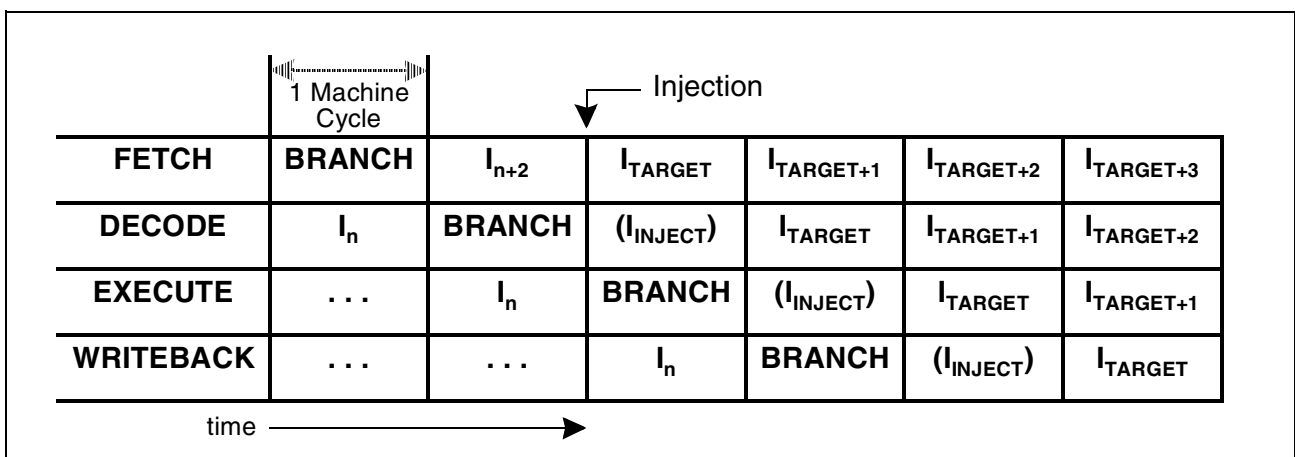 1 Machine
Cycle
Injection
FETCH BRANCH In+2 ITARGET ITARGET+1 ITARGET+2 ITARGET+3
DECODE In BRANCH (IINJECT) ITARGET ITARGET+1 ITARGET+2
EXECUTE . . . In BRANCH (IINJECT) ITARGET ITARGET+1
WRITEBACK . . . . . . In BRANCH (IINJECT) ITARGET
time